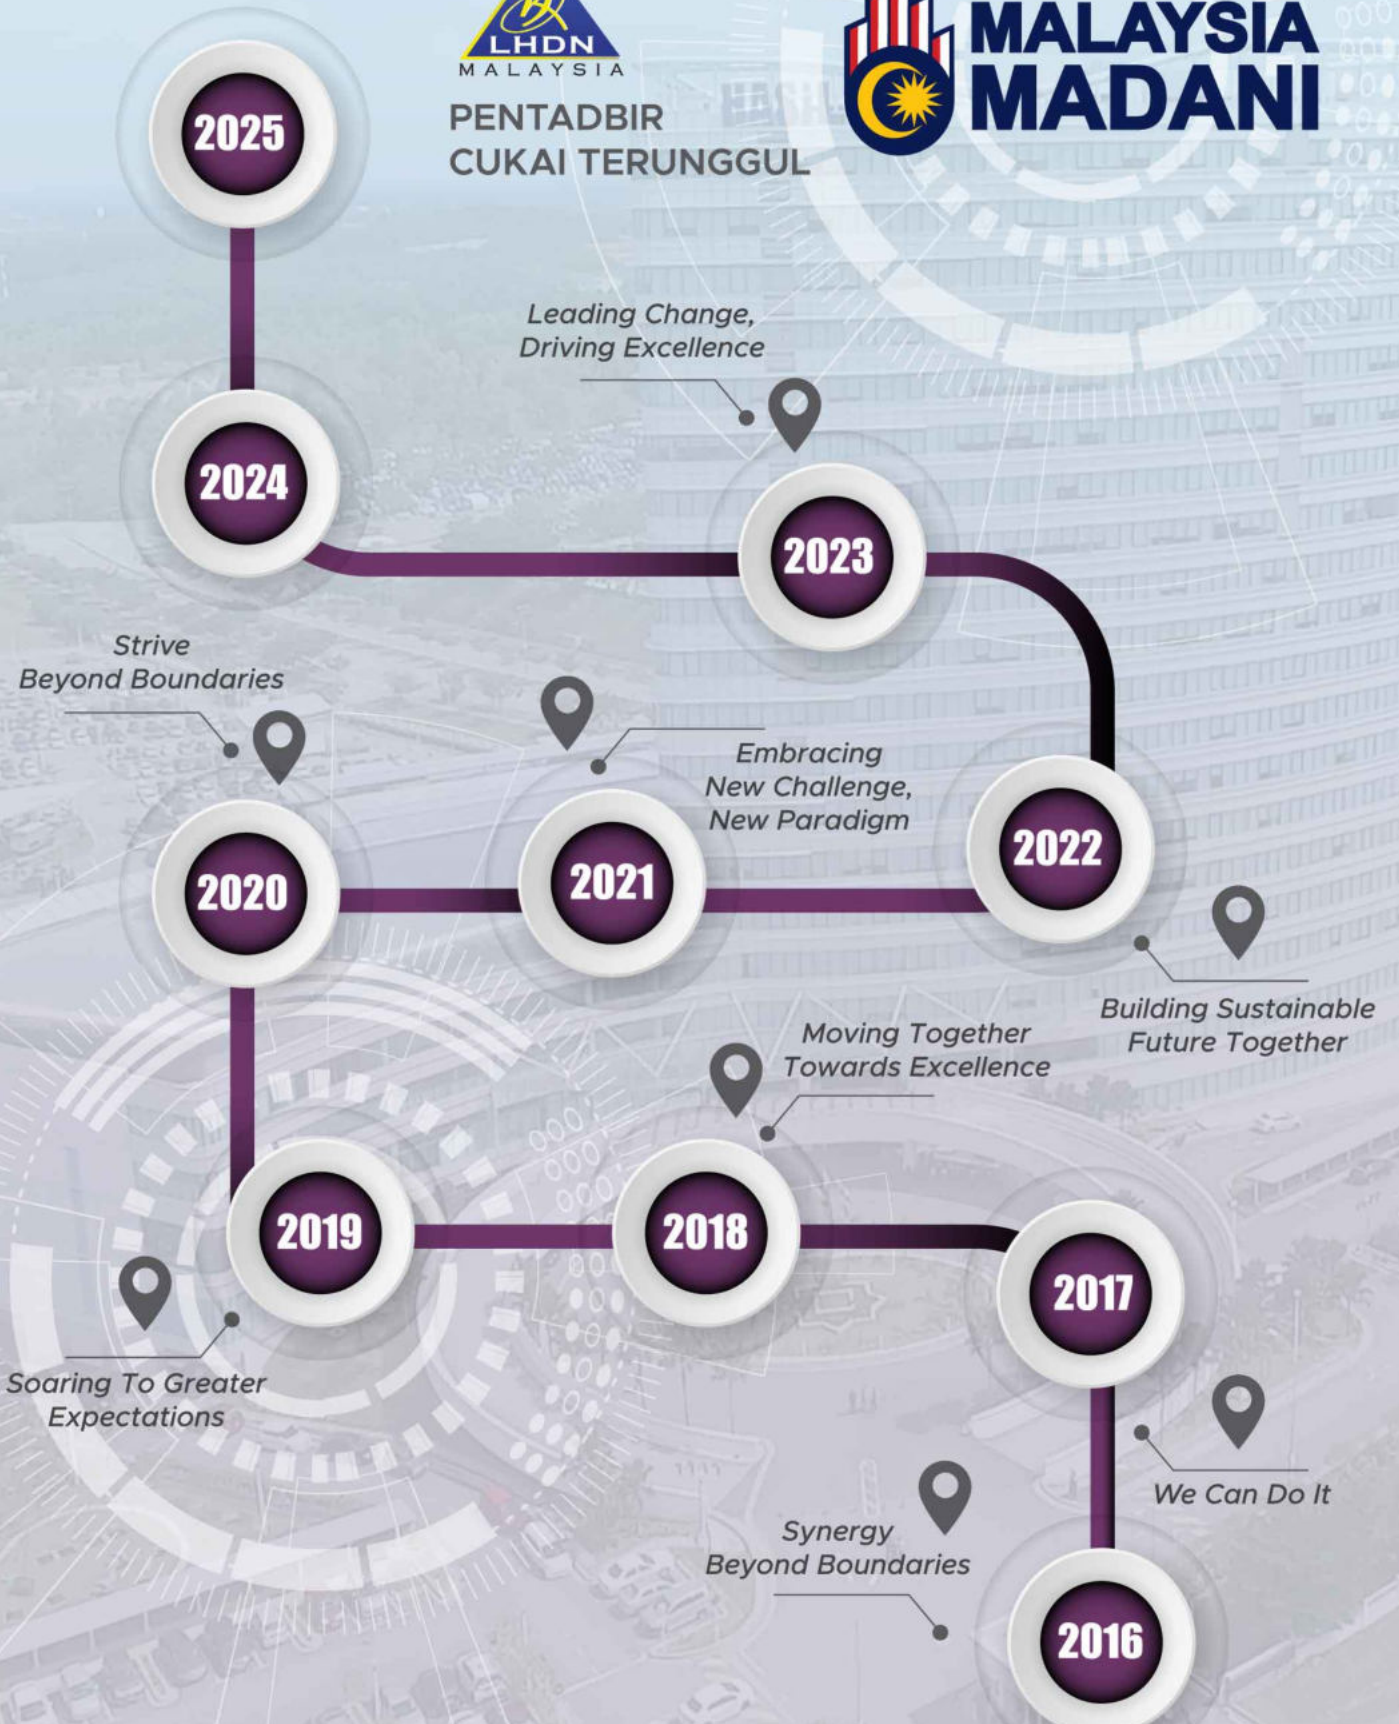 LHDN
MALAYSIA
PENTADBIR
CUKAI TERUNGGUL
MALAYSIA
MADANI
2025
2024
Leading Change,
Driving Excellence
2023
Strive
Beyond Boundaries
2020
Embracing
New Challenge,
New Paradigm
2021
2022
Building Sustainable
Future Together
Moving Together
Towards Excellence
2019
2018
2017
Soaring To Greater
Expectations
We Can Do It
Synergy
Beyond Boundaries
2016